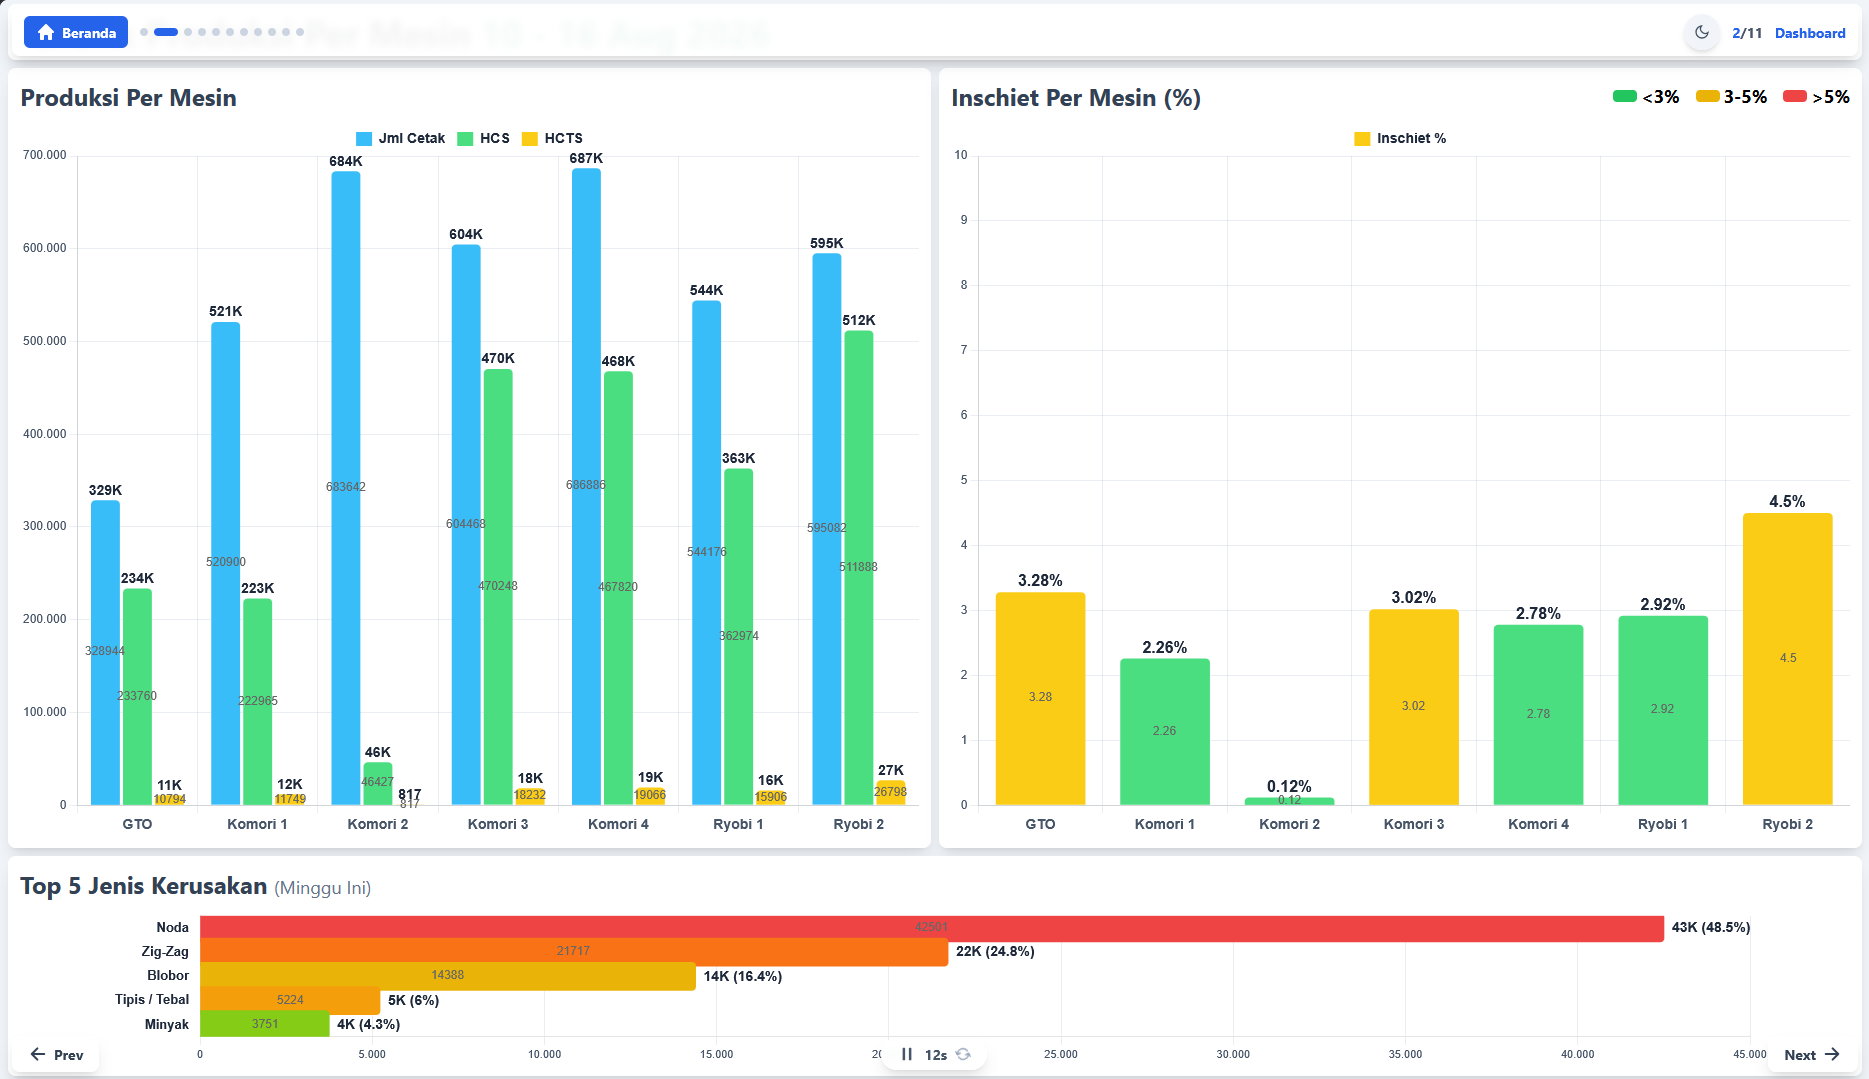 Beranda
Per Mesin 10 - 16 Aug 2026
2/11 Dashboard
Produksi Per Mesin
Jml Cetak HCS HCTS
700.000
600.000
500.000
400.000
300.000
200.000
100.000
0
329K
328944
234K
233760
11K
10794
521K
520900
223K
222965
12K
11749
684K
683642
46K
46427
817
817
604K
604468
470K
470248
18K
18232
687K
686886
468K
467820
19K
19066
544K
544176
363K
362974
16K
15906
595K
595082
512K
511888
27K
26798
GTO Komori 1 Komori 2 Komori 3 Komori 4 Ryobi 1 Ryobi 2
Inschiet Per Mesin (%)
<3% 3-5% >5%
Inschiet %
10
9
8
7
6
5
4
3
2
1
0
3.28%
3.28
2.26%
2.26
0.12%
0.12
3.02%
3.02
2.78%
2.78
2.92%
2.92
4.5%
4.5
GTO Komori 1 Komori 2 Komori 3 Komori 4 Ryobi 1 Ryobi 2
Top 5 Jenis Kerusakan (Minggu Ini)
Noda 42501 43K (48.5%)
Zig-Zag 21717 22K (24.8%)
Blobor 14388 14K (16.4%)
Tipis / Tebal 5224 5K (6%)
Minyak 3751 4K (4.3%)
0 5.000 10.000 15.000 25.000 30.000 35.000 40.000 45.000
Prev
12s
Next